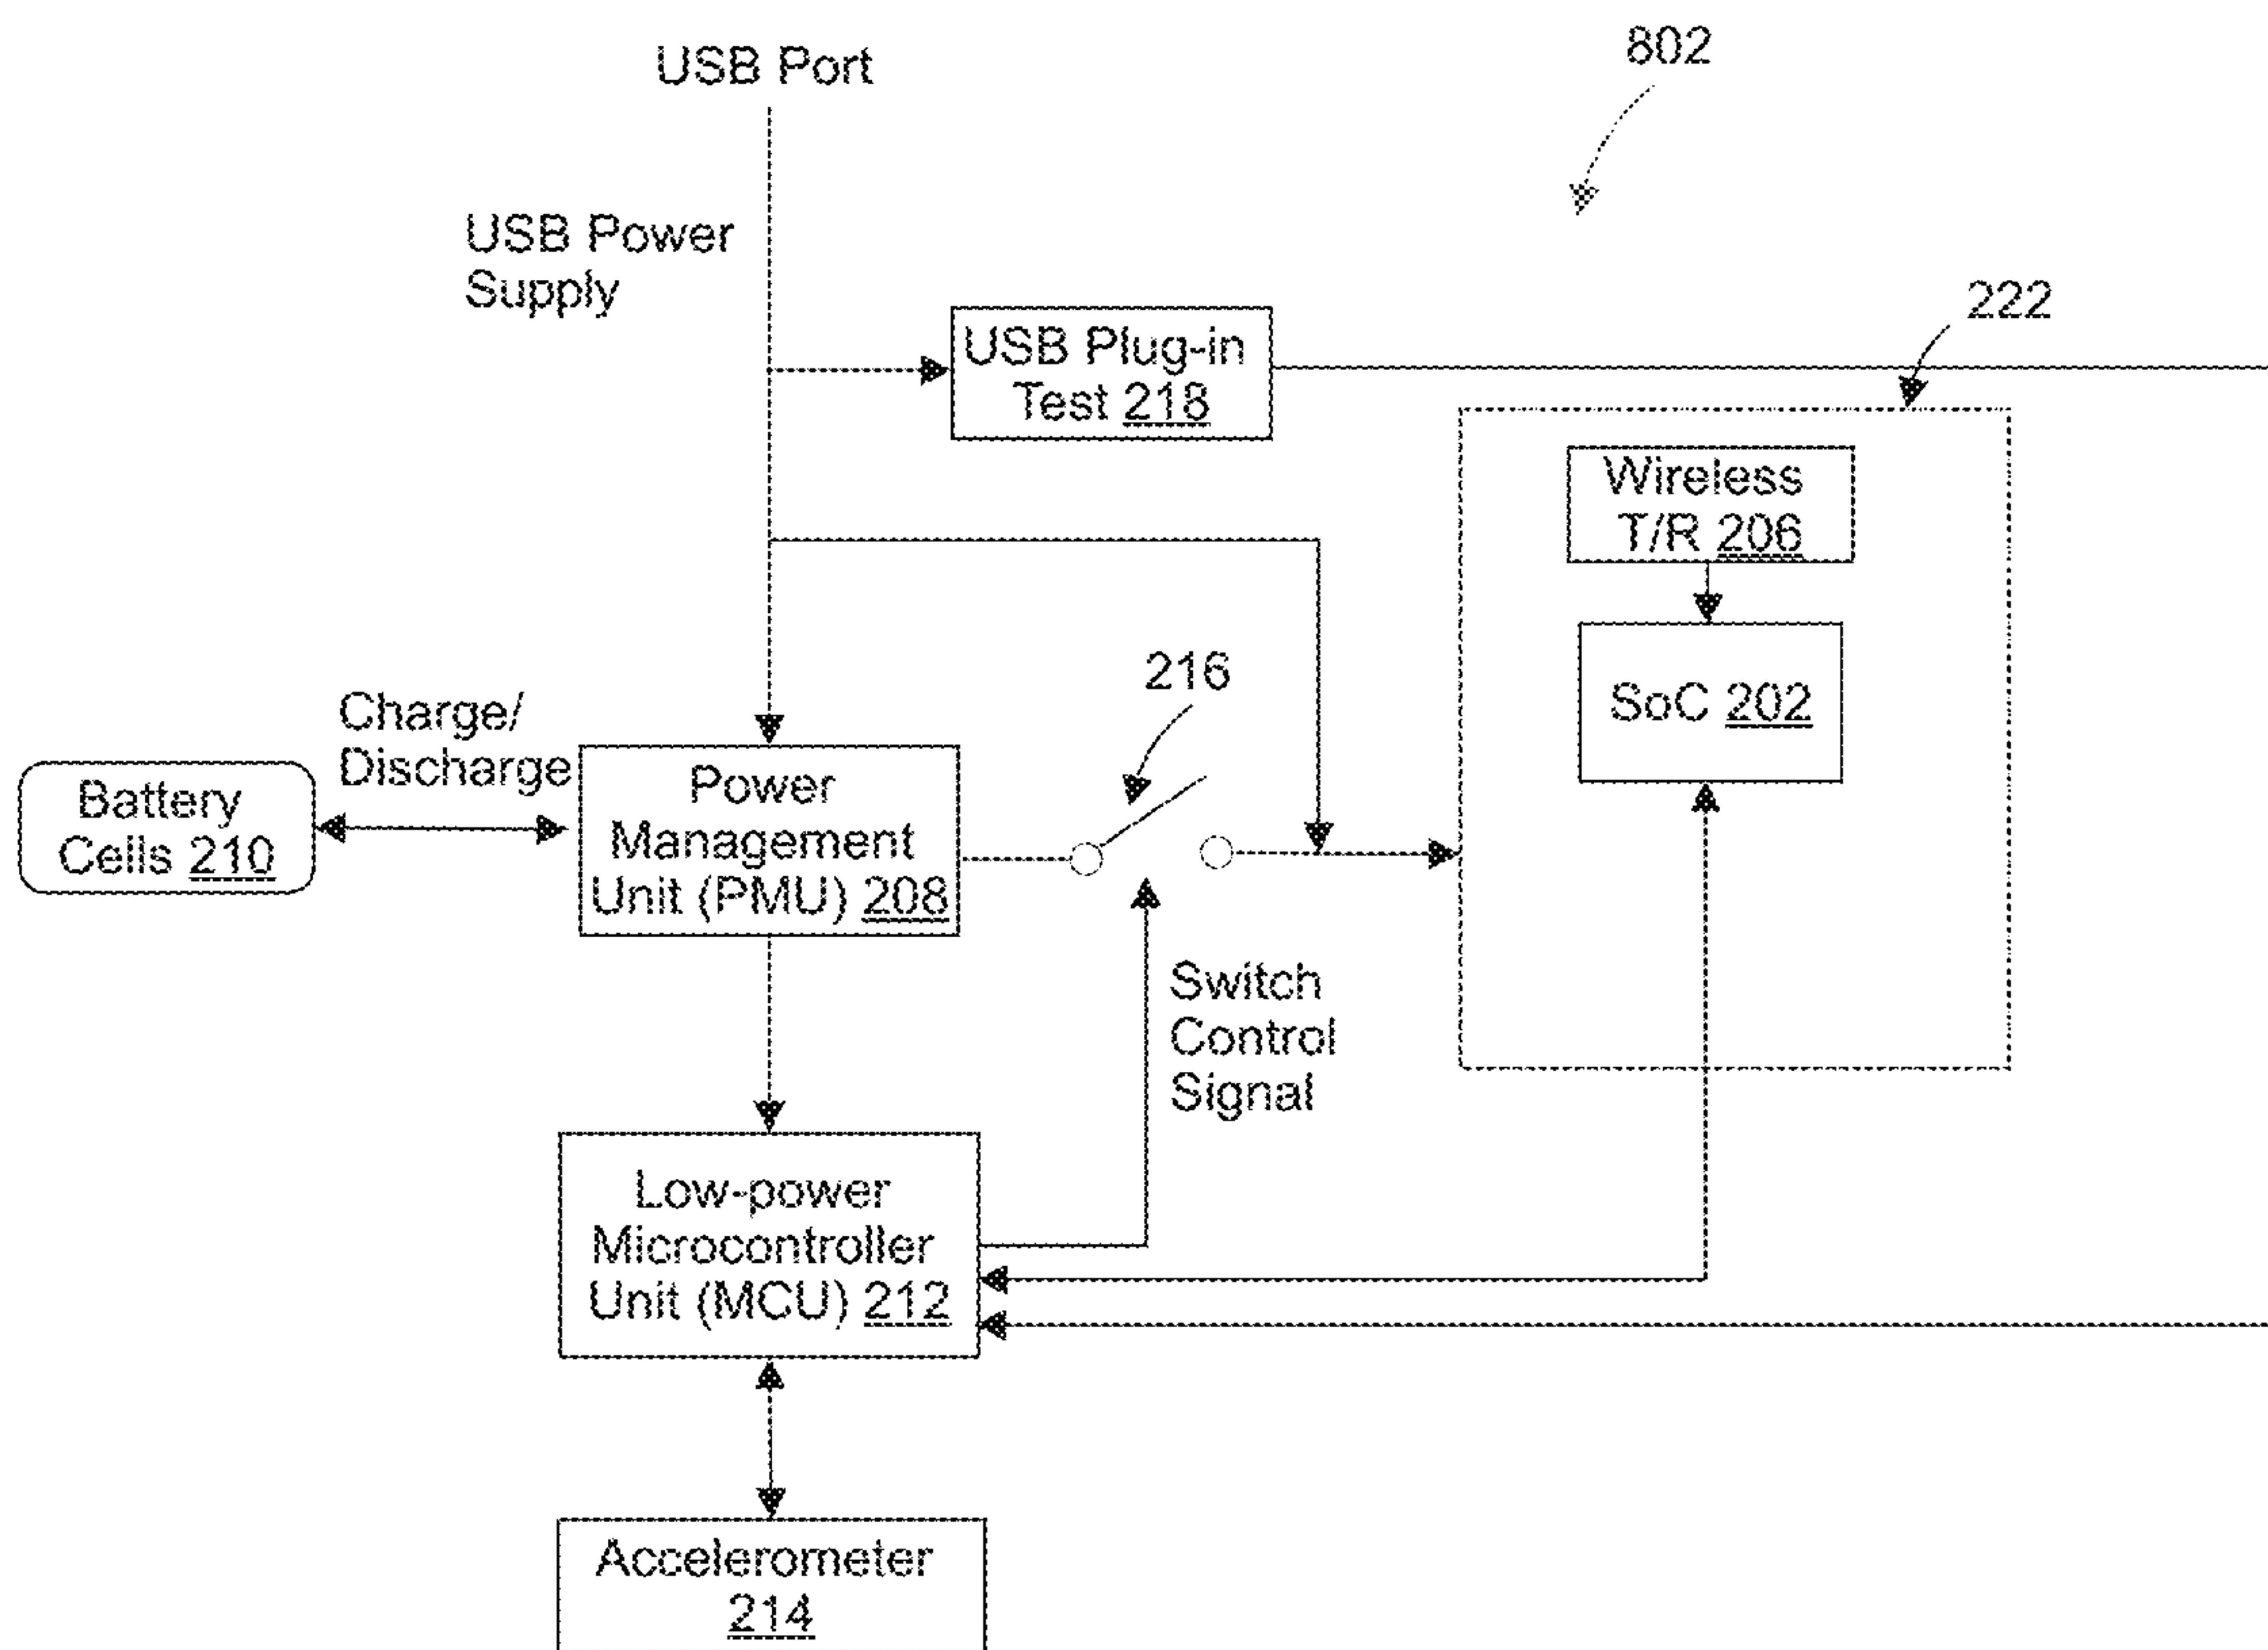 USB Port
802
USB Power
Supply
222
USB Plug-in
Test 218
Wireless
T/R 206
216
SoC 202
Charge/
Discharge
Battery
Cells 210
Power
Management
Unit (PMU) 208
Switch
Control
Signal
Low-power
Microcontroller
Unit (MCU) 212
Accelerometer
214